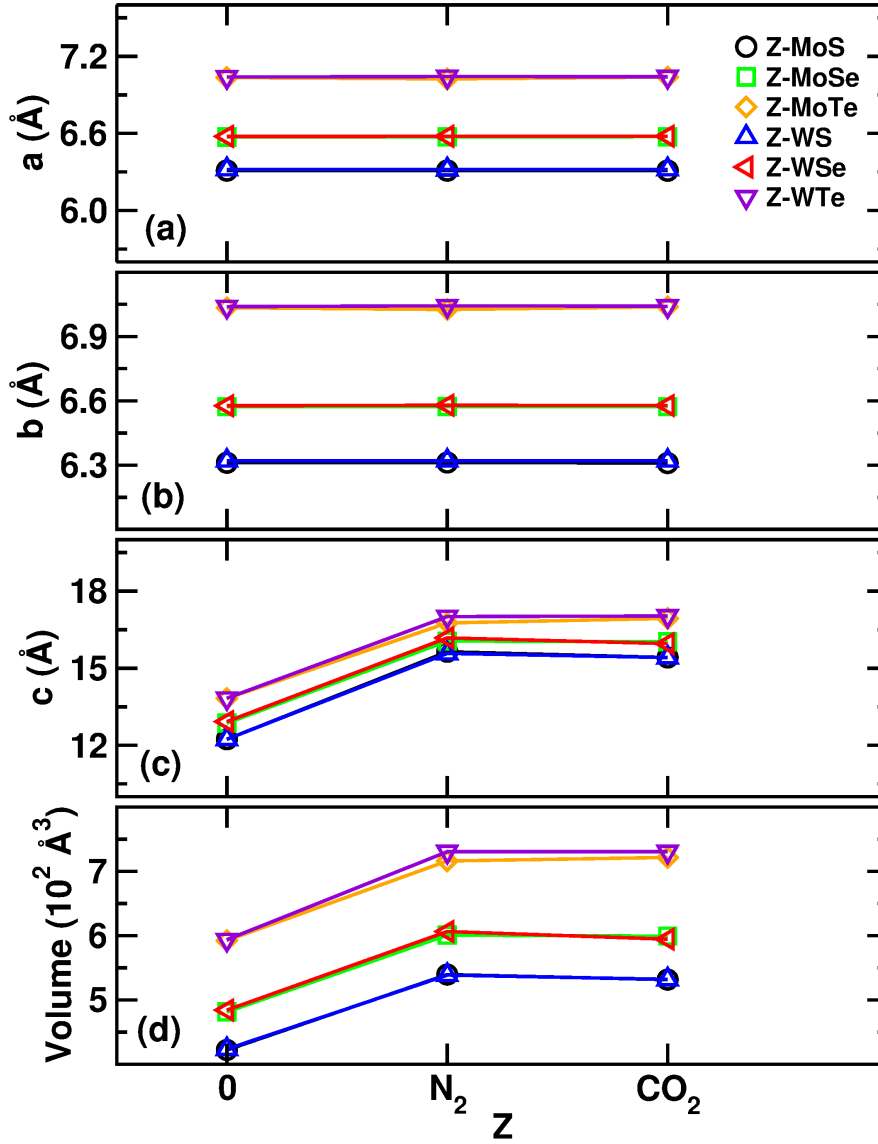 7.2
6.6
6.0
a (Å)
(a)
Z-MoS
Z-MoSe
Z-MoTe
Z-WS
Z-WSe
Z-WTe
6.9
6.6
6.3
b (Å)
(b)
18
15
12
c (Å)
(c)
7
6
5
Volume (10² Å³)
(d)
0 N₂ CO₂
Z